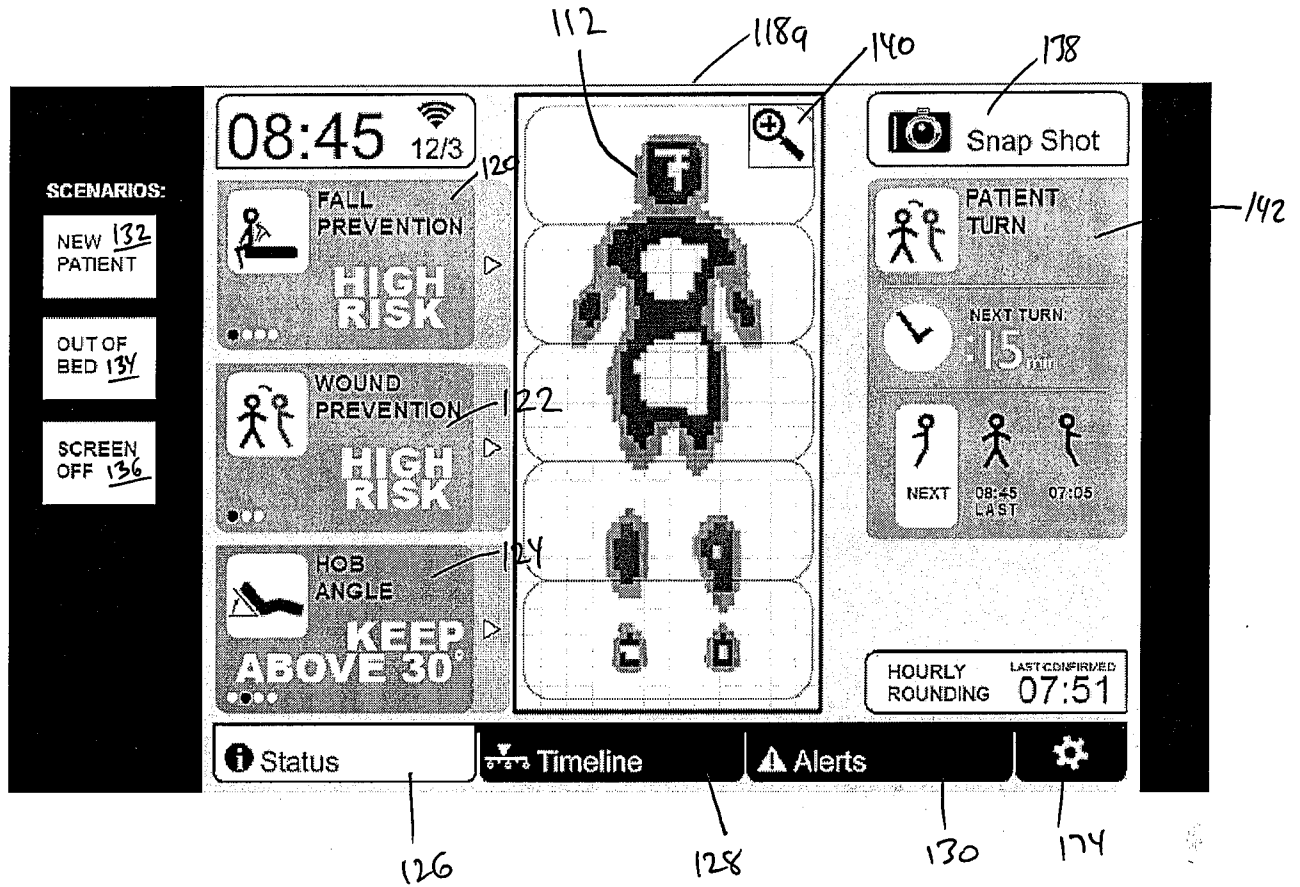 112
118a
140
138
08:45
12/3
120
Snap Shot
SCENARIOS:
NEW 132
PATIENT
OUT OF
BED 134
SCREEN
OFF 136
FALL
PREVENTION
HIGH
RISK
WOUND
PREVENTION
122
HIGH
RISK
HOB
ANGLE
124
KEEP
ABOVE 30°
PATIENT
TURN
142
NEXT TURN:
:15 min
NEXT
08:45
LAST
07:05
HOURLY
ROUNDING
LAST CONFIRMED
07:51
Status
Timeline
Alerts
126
128
130
174